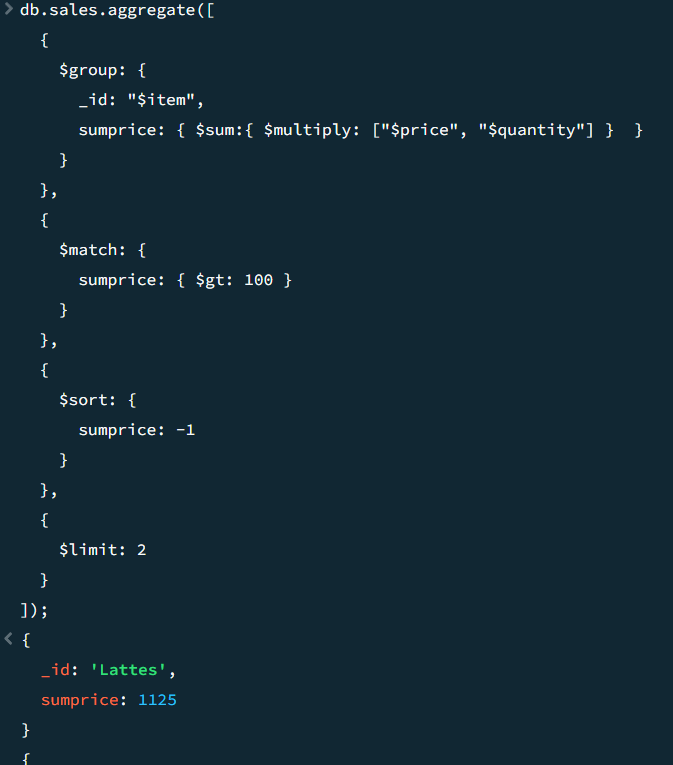 > db.sales.aggregate([
{
$group: {
_id: "$item",
sumprice: { $sum:{ $multiply: ["$price", "$quantity"] }  }
}
},
{
$match: {
sumprice: { $gt: 100 }
}
},
{
$sort: {
sumprice: -1
}
},
{
$limit: 2
}
]);
< {
_id: 'Lattes',
sumprice: 1125
}
{